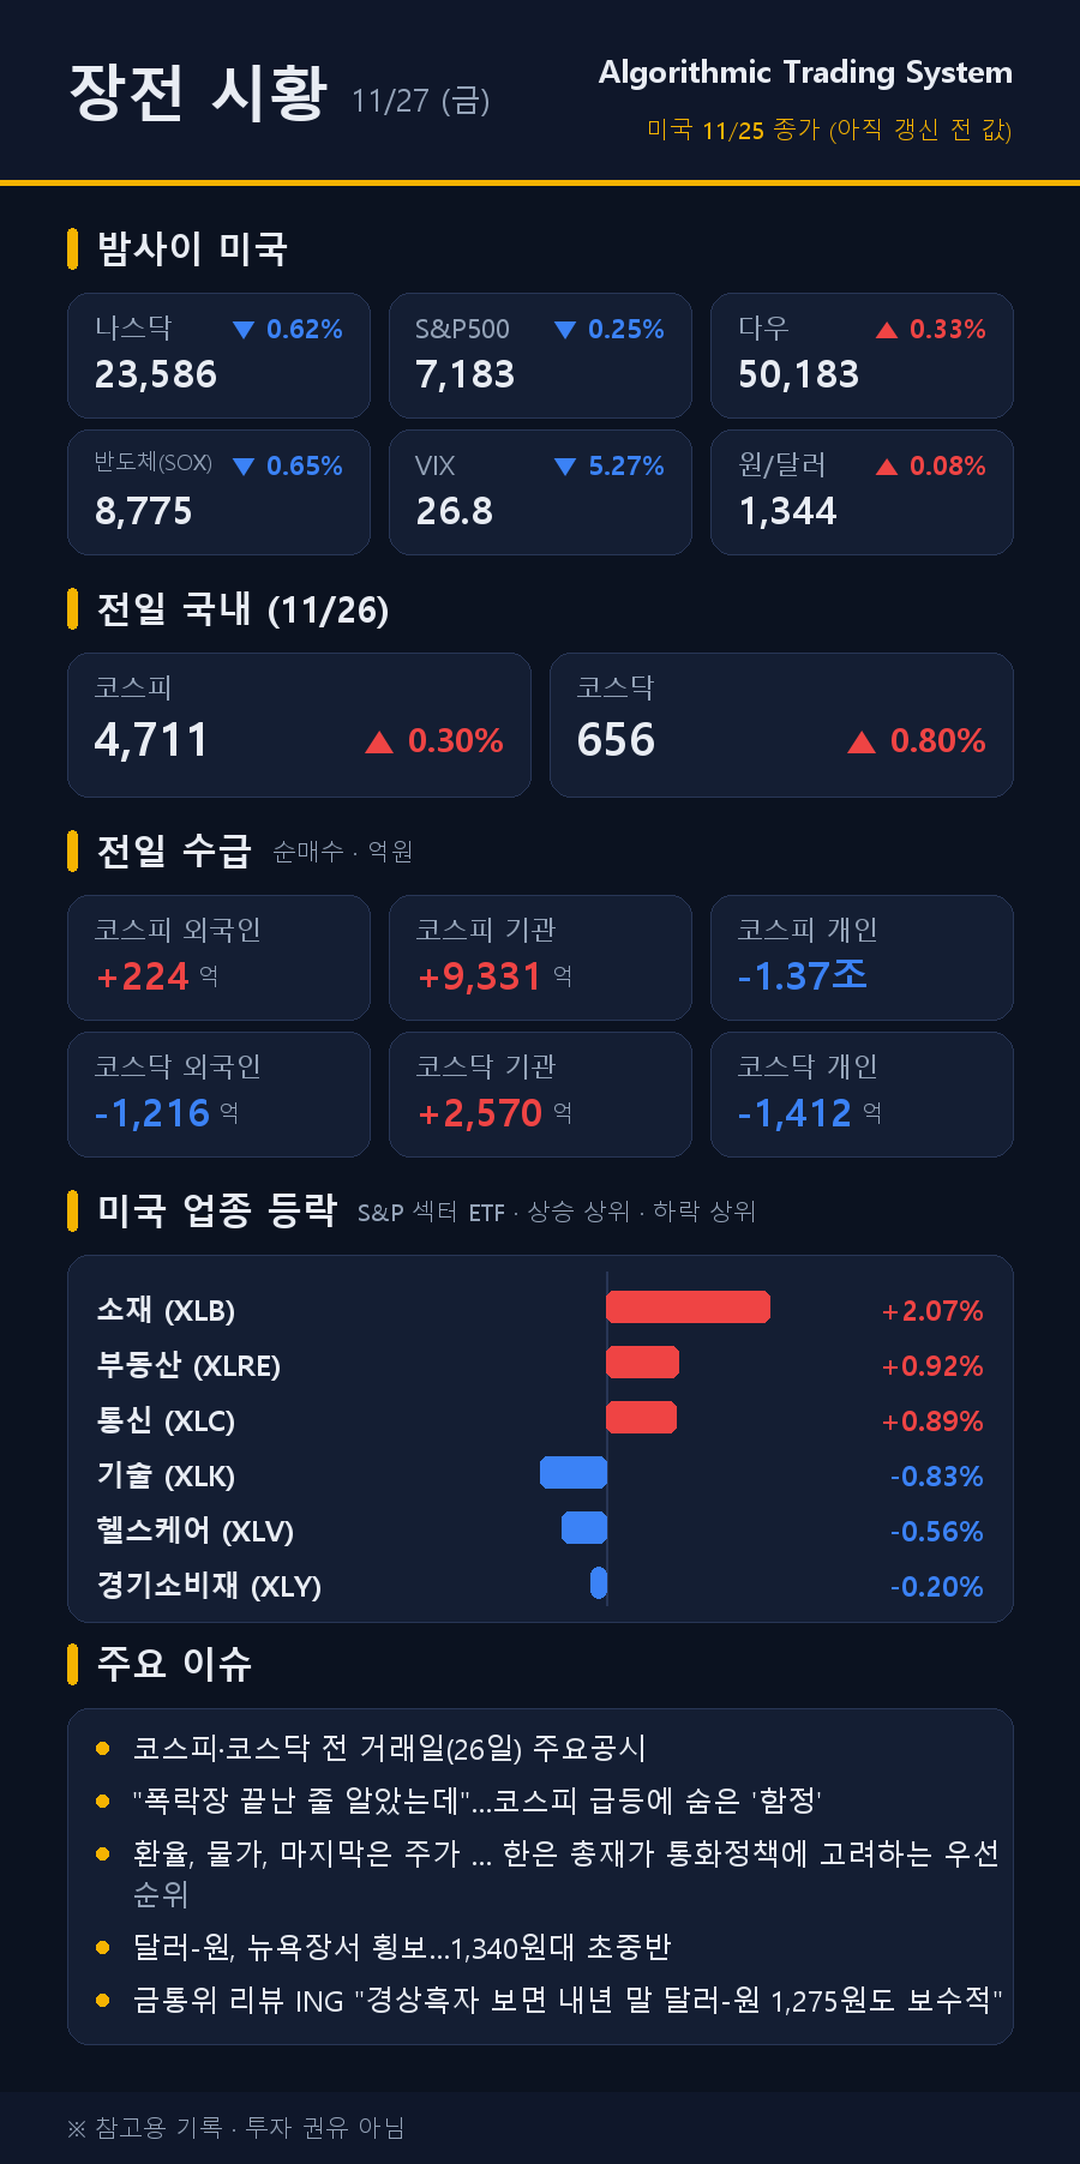 장전 시황 11/27 (금)
Algorithmic Trading System
미국 11/25 종가 (아직 갱신 전 값)
밤사이 미국
나스닥 ▼ 0.62%
23,586
S&P500 ▼ 0.25%
7,183
다우 ▲ 0.33%
50,183
반도체(SOX) ▼ 0.65%
8,775
VIX ▼ 5.27%
26.8
원/달러 ▲ 0.08%
1,344
전일 국내 (11/26)
코스피
4,711 ▲ 0.30%
코스닥
656 ▲ 0.80%
전일 수급 순매수 · 억원
코스피 외국인
+224 억
코스피 기관
+9,331 억
코스피 개인
-1.37조
코스닥 외국인
-1,216 억
코스닥 기관
+2,570 억
코스닥 개인
-1,412 억
미국 업종 등락 S&P 섹터 ETF · 상승 상위 · 하락 상위
소재 (XLB) +2.07%
부동산 (XLRE) +0.92%
통신 (XLC) +0.89%
기술 (XLK) -0.83%
헬스케어 (XLV) -0.56%
경기소비재 (XLY) -0.20%
주요 이슈
코스피·코스닥 전 거래일(26일) 주요공시
"폭락장 끝난 줄 알았는데"...코스피 급등에 숨은 '함정'
환율, 물가, 마지막은 주가 ... 한은 총재가 통화정책에 고려하는 우선
순위
달러-원, 뉴욕장서 횡보...1,340원대 초중반
금통위 리뷰 ING "경상흑자 보면 내년 말 달러-원 1,275원도 보수적"
※ 참고용 기록 · 투자 권유 아님